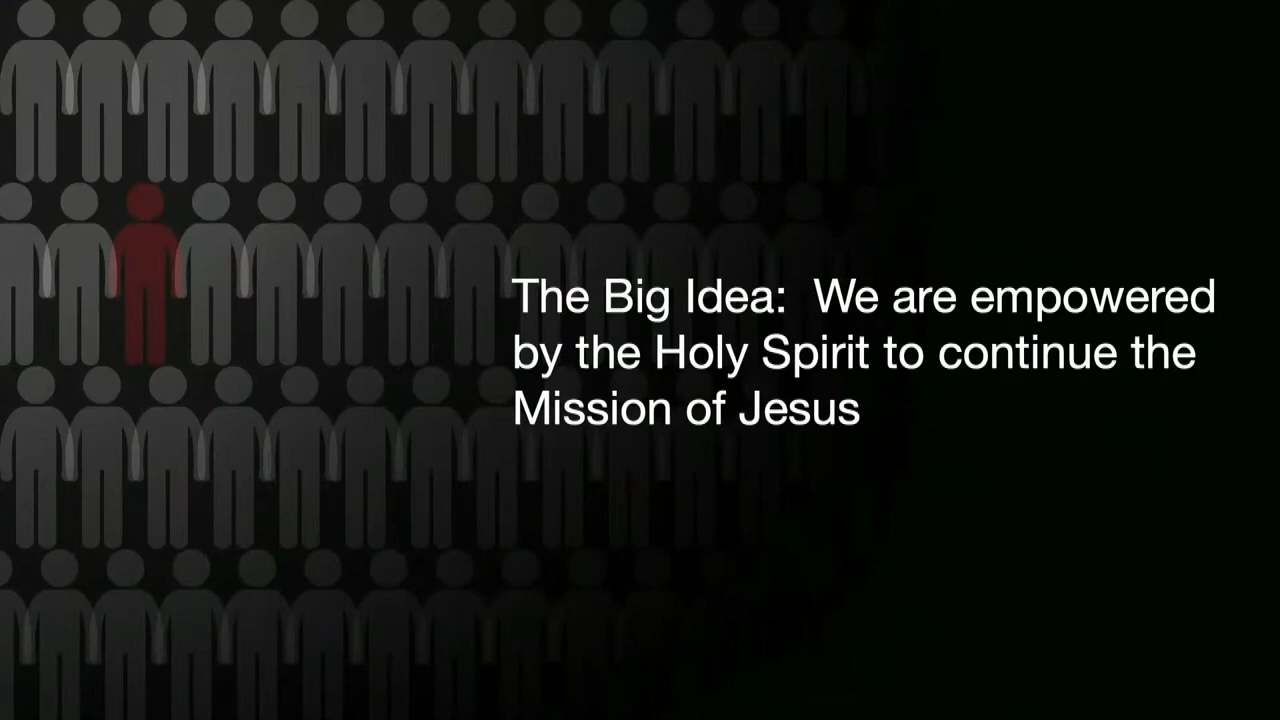 The Big Idea:  We are empowered
by the Holy Spirit to continue the
Mission of Jesus